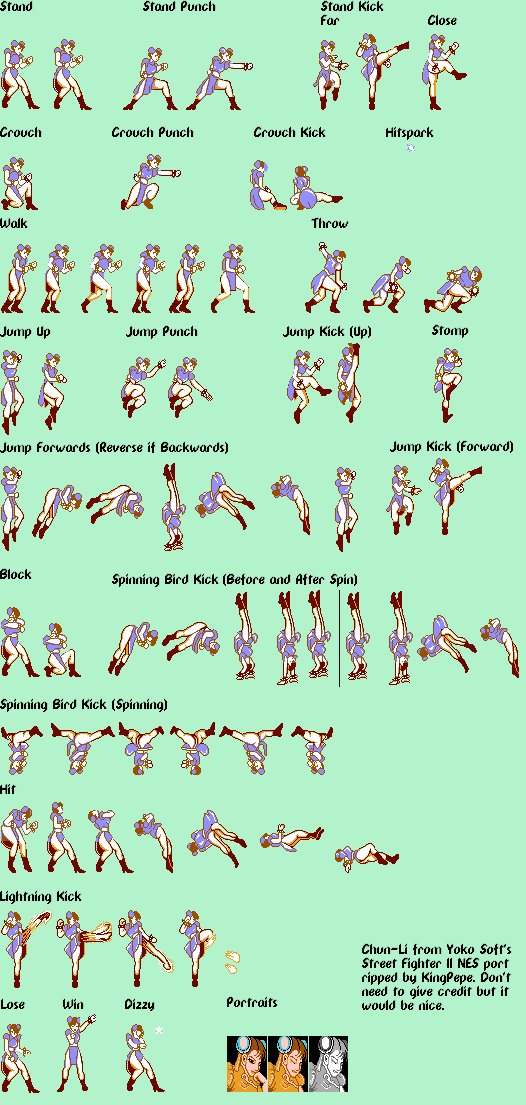 Stand
Stand Punch
Stand Kick
Far
Close
Crouch
Crouch Punch
Crouch Kick
Hitspark
Walk
Throw
Jump Up
Jump Punch
Jump Kick (Up)
Stomp
Jump Forwards (Reverse if Backwards)
Jump Kick (Forward)
Block
Spinning Bird Kick (Before and After Spin)
Spinning Bird Kick (Spinning)
Hit
Lightning Kick
Chun-Li from Yoko Soft's
Street Fighter II NES port
ripped by KingPepe. Don't
need to give credit but it
would be nice.
Lose
Win
Dizzy
Portraits